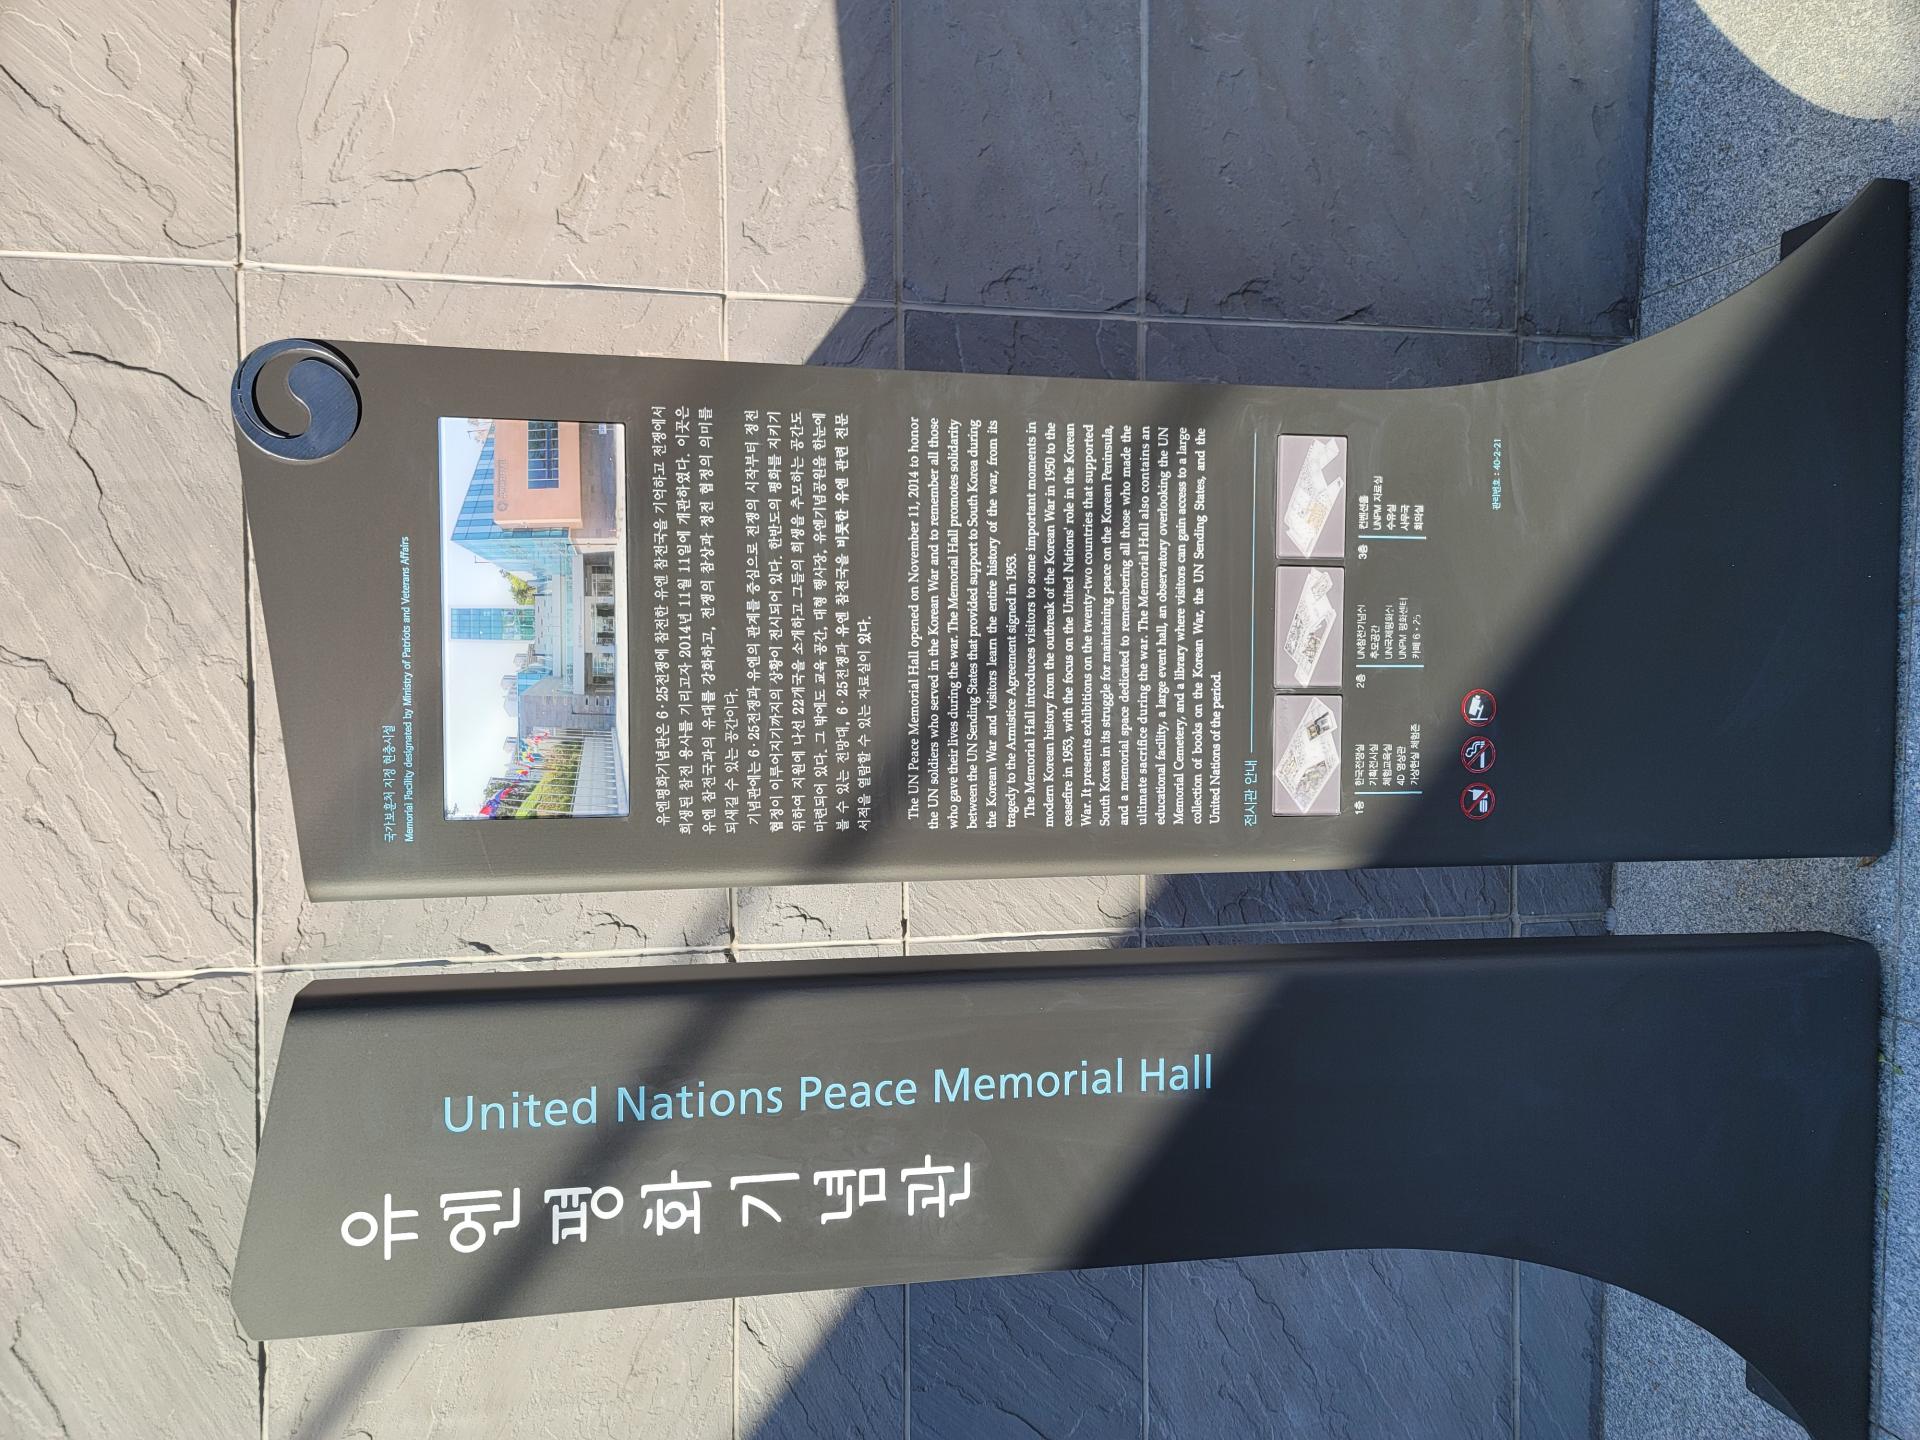 유엔평화기념관
United Nations Peace Memorial Hall
국가보훈처 지정 현충시설
Memorial Facility designated by Ministry of Patriots and Veterans Affairs
유엔평화기념관은 6·25전쟁에 참전한 유엔 참전국을 기억하고 전쟁에서
희생된 참전 용사를 기리고자 2014년 11월 11일에 개관하였다. 이곳은
유엔 참전국과의 유대를 강화하고, 전쟁의 참상과 정전 협정의 의미를
되새길 수 있는 공간이다.
기념관에는 6·25전쟁과 유엔의 관계를 중심으로 전쟁의 시작부터 정전
협정이 이루어지기까지의 상황이 전시되어 있다. 한반도의 평화를 지키기
위하여 지원에 나선 22개국을 소개하고 그들의 희생을 추모하는 공간도
마련되어 있다. 그 밖에도 교육 공간, 대형 행사장, 유엔기념공원을 한눈에
볼 수 있는 전망대, 6·25전쟁과 유엔 참전국을 비롯한 유엔 관련 전문
서적을 열람할 수 있는 자료실이 있다.
The UN Peace Memorial Hall opened on November 11, 2014 to honor
the UN soldiers who served in the Korean War and to remember all those
who gave their lives during the war. The Memorial Hall promotes solidarity
between the UN Sending States that provided support to South Korea during
the Korean War and visitors learn the entire history of the war, from its
tragedy to the Armistice Agreement signed in 1953.
The Memorial Hall introduces visitors to some important moments in
modern Korean history from the outbreak of the Korean War in 1950 to the
ceasefire in 1953, with the focus on the United Nations' role in the Korean
War. It presents exhibitions on the twenty-two countries that supported
South Korea in its struggle for maintaining peace on the Korean Peninsula,
and a memorial space dedicated to remembering all those who made the
ultimate sacrifice during the war. The Memorial Hall also contains an
educational facility, a large event hall, an observatory overlooking the UN
Memorial Cemetery, and a library where visitors can gain access to a large
collection of books on the Korean War, the UN Sending States, and the
United Nations of the period.
전시관 안내
1층
한국전쟁실
기획전시실
체험교육실
4D 영상관
가상현실 체험존
2층
UN참전기념실
추모공간
UN국제평화실
UNPM 평화센터
카페 6·25
3층
컨벤션홀
UNPM 자료실
수유실
사무국
회의실
관리번호 : 40-2-21